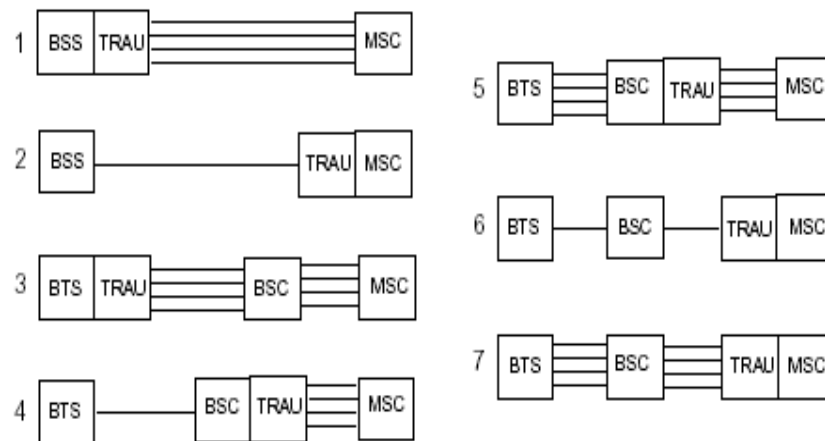 1 BSS TRAU MSC
2 BSS TRAU MSC
3 BTS TRAU BSC MSC
4 BTS BSC TRAU MSC
5 BTS BSC TRAU MSC
6 BTS BSC TRAU MSC
7 BTS BSC TRAU MSC